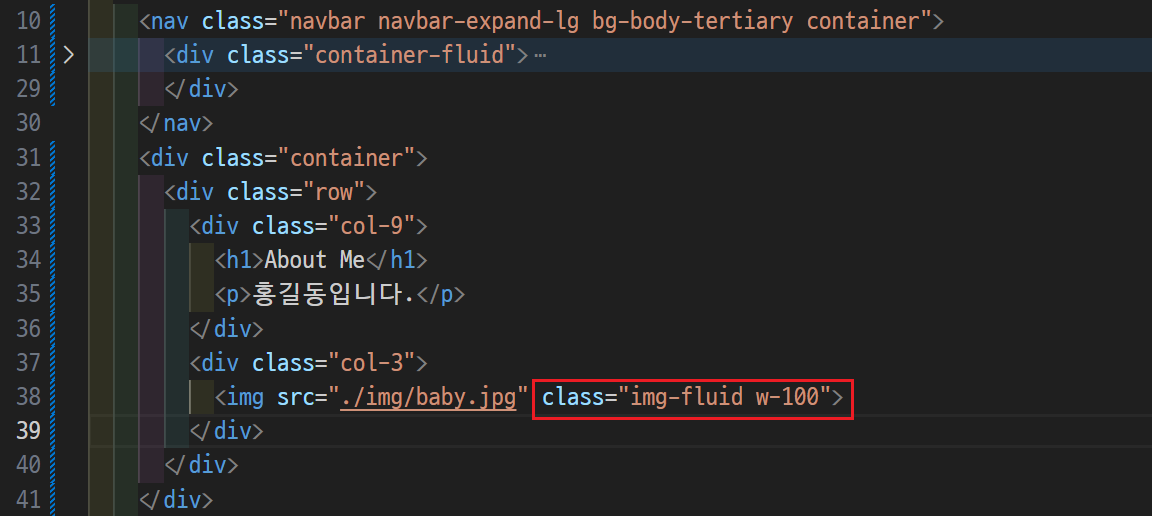 10 <nav class="navbar navbar-expand-lg bg-body-tertiary container">
11 <div class="container-fluid"> ⋯
29 </div>
30 </nav>
31 <div class="container">
32 <div class="row">
33 <div class="col-9">
34 <h1>About Me</h1>
35 <p>홍길동입니다.</p>
36 </div>
37 <div class="col-3">
38 <img src="./img/baby.jpg" class="img-fluid w-100">
39 </div>
40 </div>
41 </div>